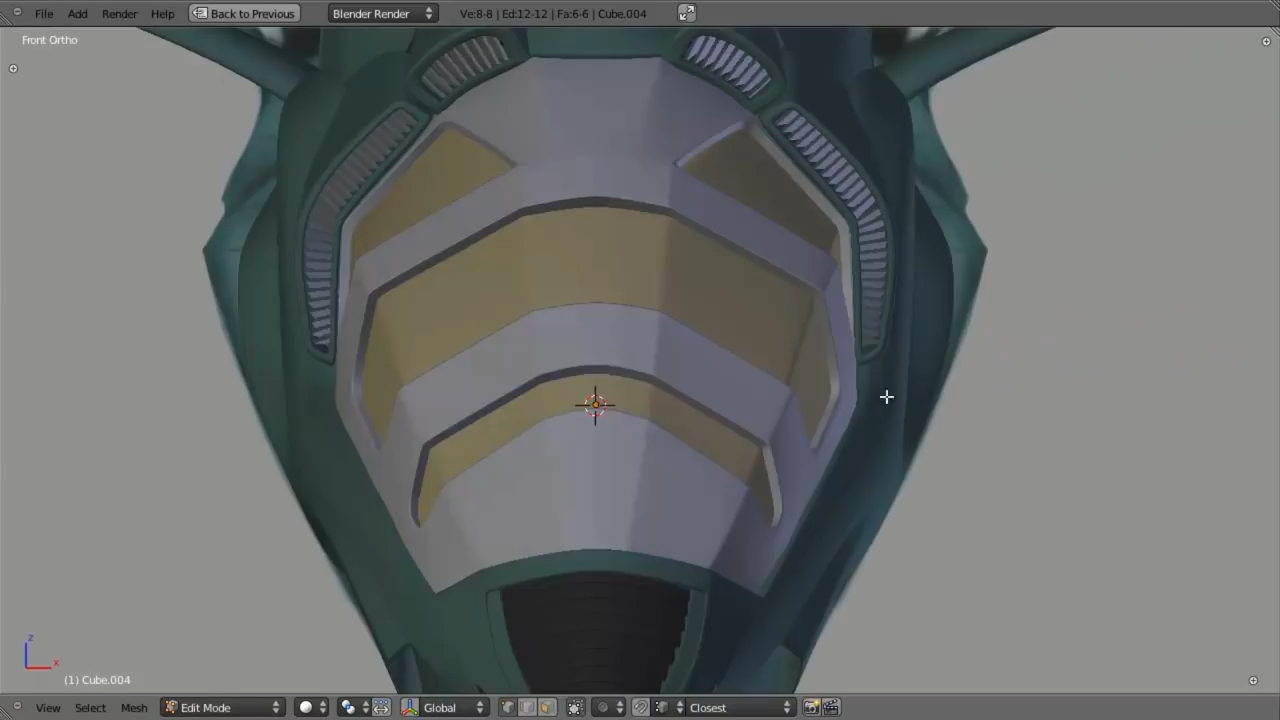 File Add Render Help Back to Previous Blender Render Ve:8-8 | Ed:12-12 | Fa:6-6 | Cube.004
Front Ortho
z
x
(1) Cube.004
View Select Mesh Edit Mode Global Closest